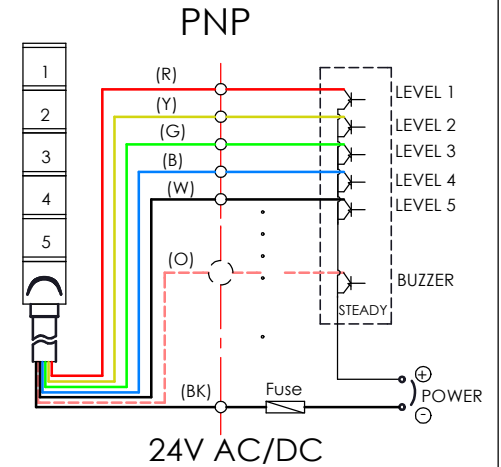 PNP
1
2
3
4
5
(R)
(Y)
(G)
(B)
(W)
(O)
(BK)
Fuse
LEVEL 1
LEVEL 2
LEVEL 3
LEVEL 4
LEVEL 5
BUZZER
STEADY
+
POWER
-
24V AC/DC